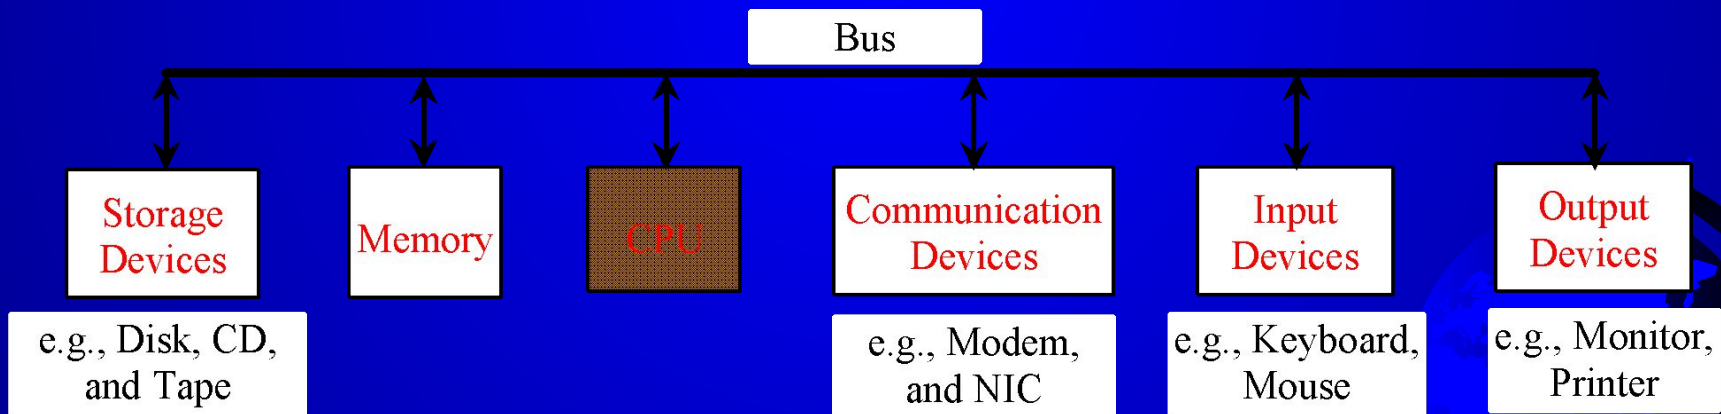 Bus
Storage
Devices
Memory
CPU
Communication
Devices
Input
Devices
Output
Devices
e.g., Disk, CD,
and Tape
e.g., Modem,
and NIC
e.g., Keyboard,
Mouse
e.g., Monitor,
Printer